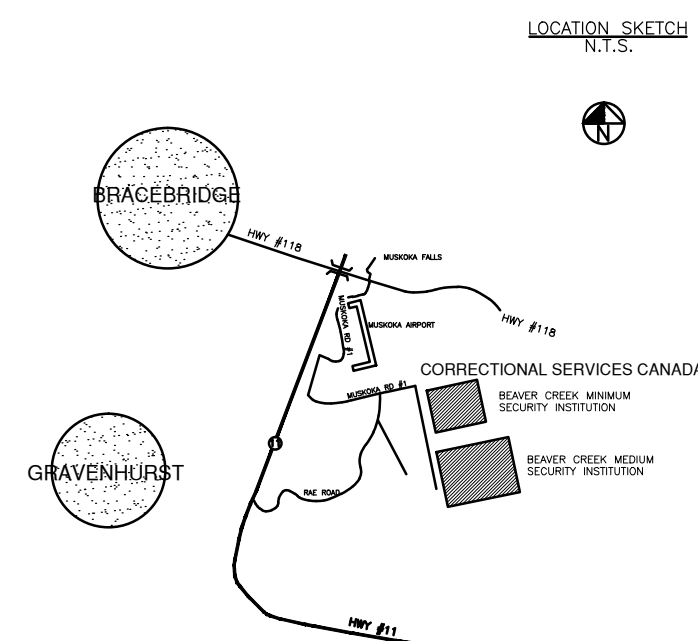 LOCATION SKETCH
N.T.S.
N
BRACEBRIDGE
HWY #118
MUSKOKA FALLS
MUSKOKA RD #1
MUSKOKA AIRPORT
HWY #118
CORRECTIONAL SERVICES CANADA
MUSKOKA RD #1
BEAVER CREEK MINIMUM
SECURITY INSTITUTION
11
GRAVENHURST
BEAVER CREEK MEDIUM
SECURITY INSTITUTION
RAE ROAD
HWY #11